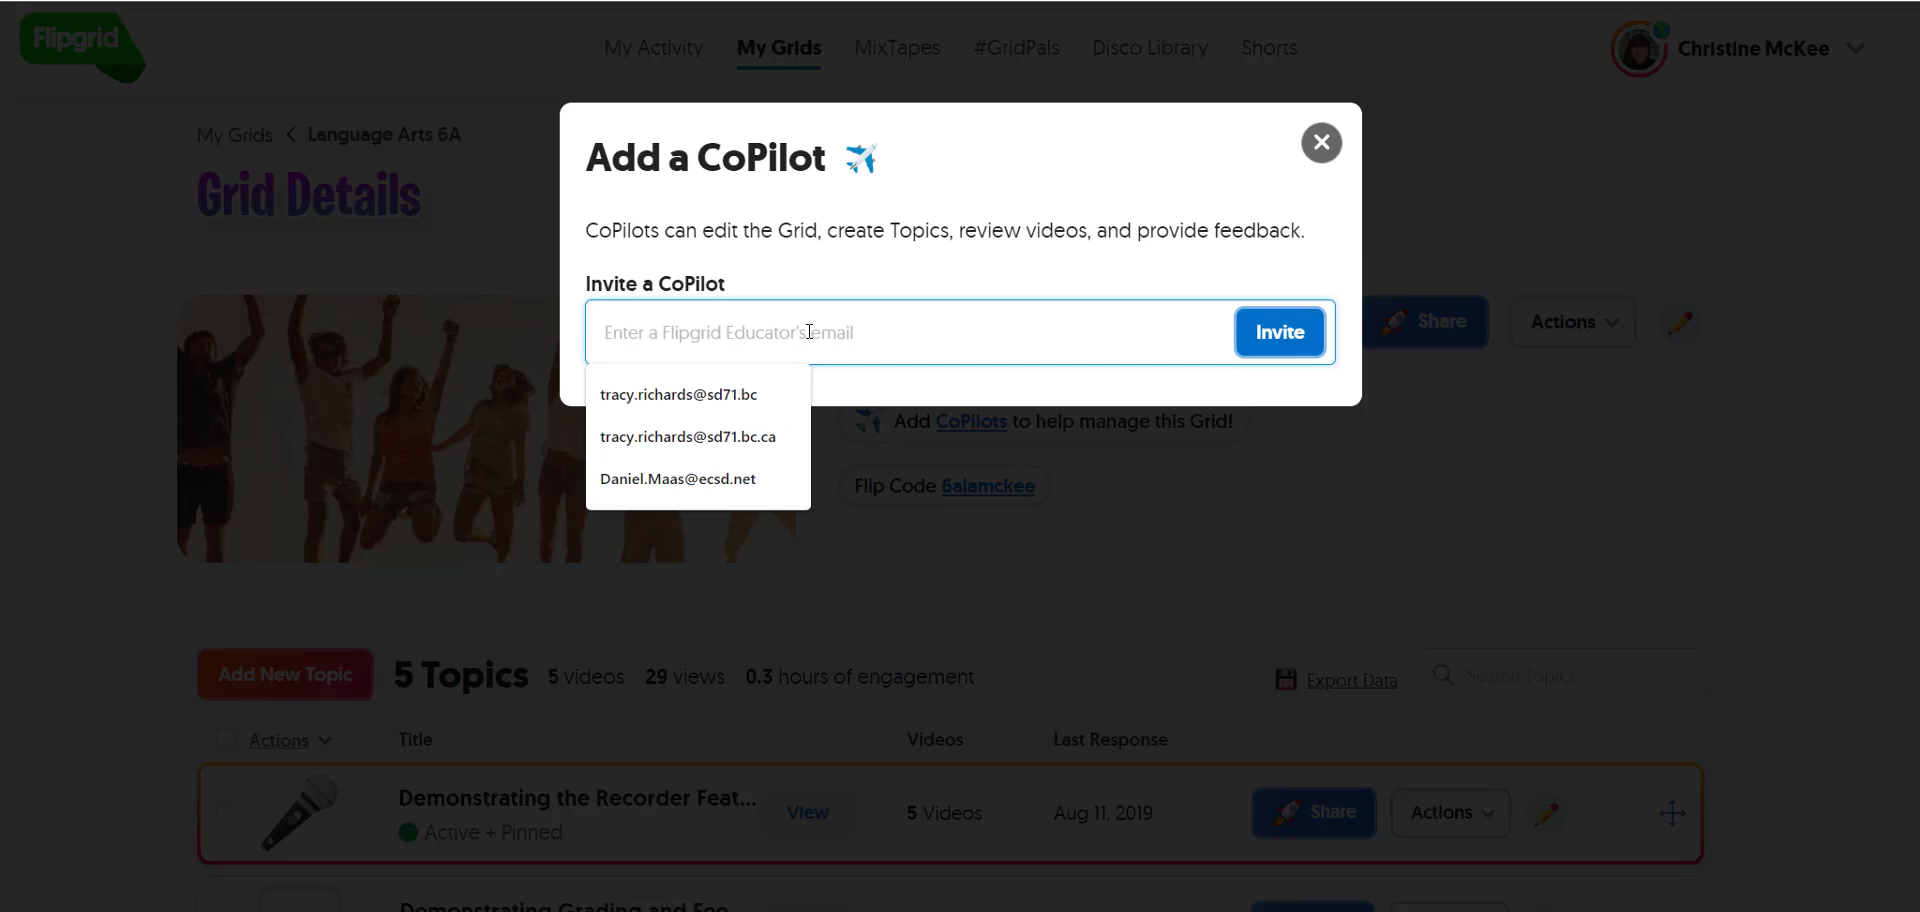 Flipgrid
My Activity My Grids MixTapes #GridPals Disco Library Shorts
Christine McKee
My Grids < Language Arts 6A
Grid Details
Add a CoPilot
CoPilots can edit the Grid, create Topics, review videos, and provide feedback.
Invite a CoPilot
Enter a Flipgrid Educator's email
Invite
tracy.richards@sd71.bc
tracy.richards@sd71.bc.ca
Daniel.Maas@ecsd.net
Share Actions
Add CoPilots to help manage this Grid!
Flip Code 6alamckee
Add New Topic 5 Topics 5 videos 29 views 0.3 hours of engagement Export Data Search Topics
Actions Title Videos Last Response
Demonstrating the Recorder Feat... View 5 Videos Aug 11, 2019 Share Actions
Active + Pinned
Demonstrating Grading and Fee